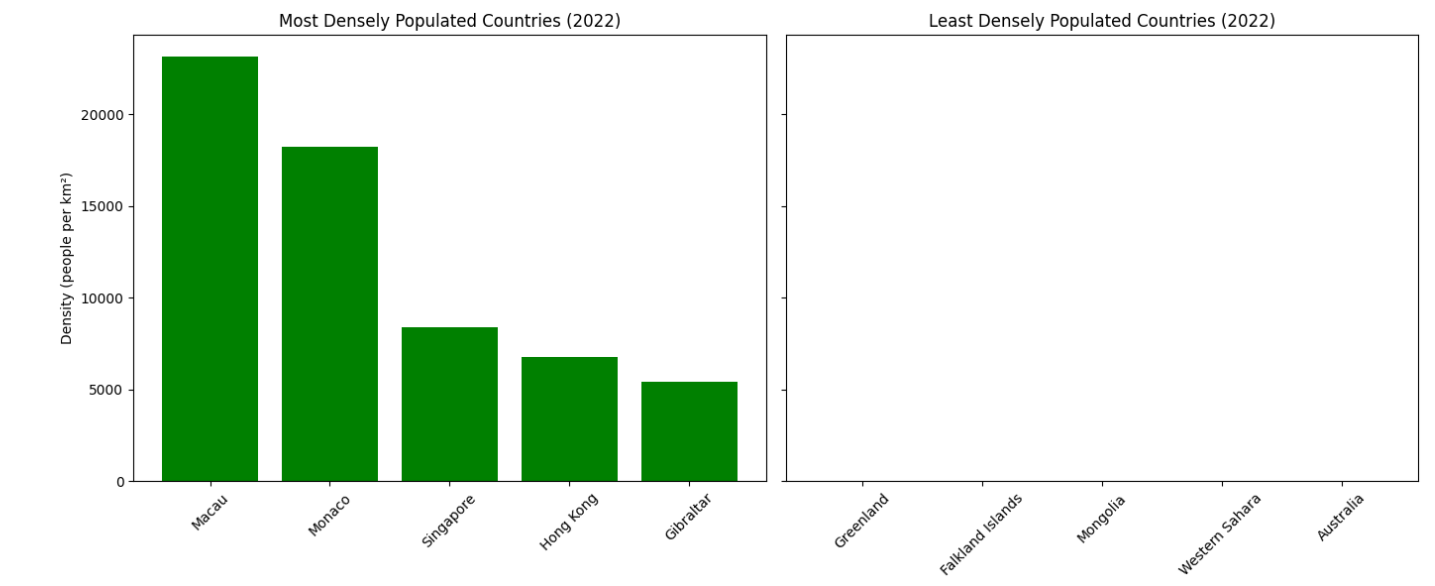 Most Densely Populated Countries (2022)
Density (people per km²)
20000
15000
10000
5000
0
Macau
Monaco
Singapore
Hong Kong
Gibraltar
Least Densely Populated Countries (2022)
Greenland
Falkland Islands
Mongolia
Western Sahara
Australia